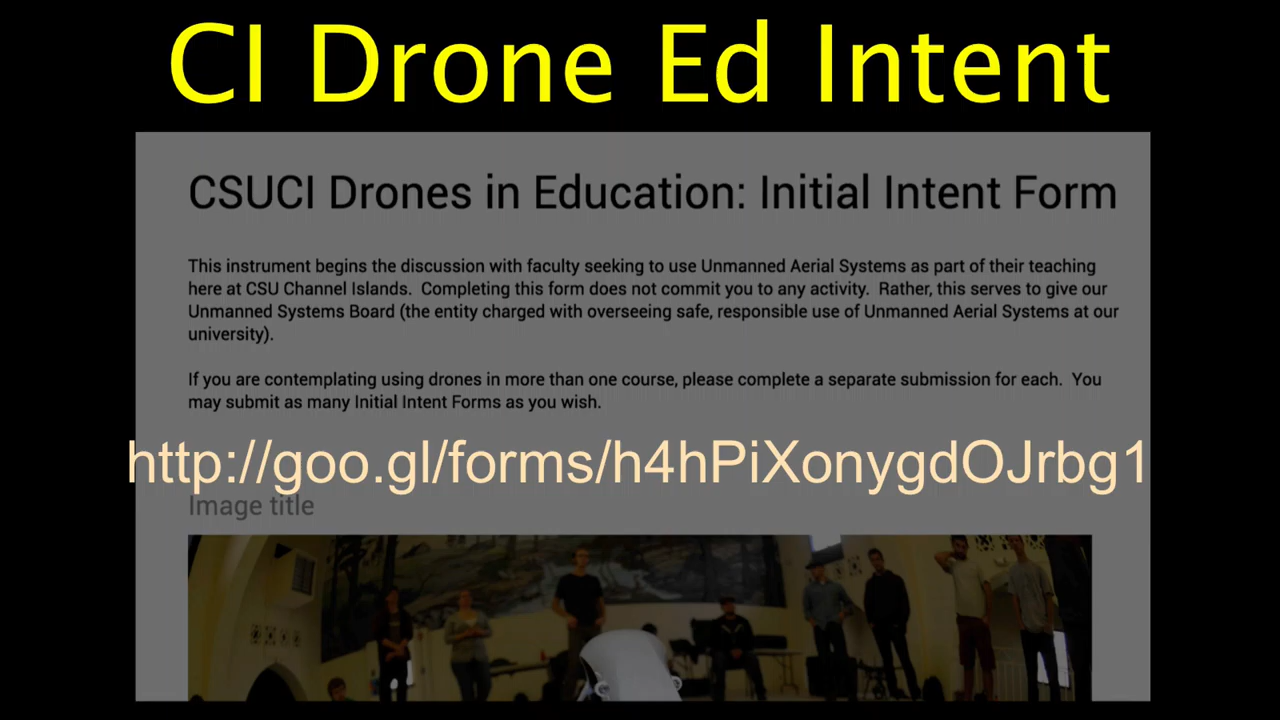 CI Drone Ed Intent
CSUCI Drones in Education: Initial Intent Form
This instrument begins the discussion with faculty seeking to use Unmanned Aerial Systems as part of their teaching
here at CSU Channel Islands.  Completing this form does not commit you to any activity.  Rather, this serves to give our
Unmanned Systems Board (the entity charged with overseeing safe, responsible use of Unmanned Aerial Systems at our
university).
If you are contemplating using drones in more than one course, please complete a separate submission for each.  You
may submit as many Initial Intent Forms as you wish.
http://goo.gl/forms/h4hPiXonygdOJrbg1
Image title